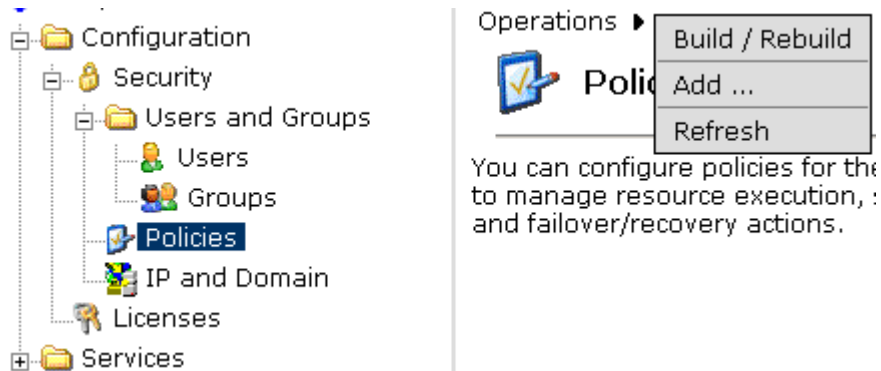 Configuration
Security
Users and Groups
Users
Groups
Policies
IP and Domain
Licenses
Services
Operations
Build / Rebuild
Add ...
Refresh
You can configure policies for the
to manage resource execution,
and failover/recovery actions.